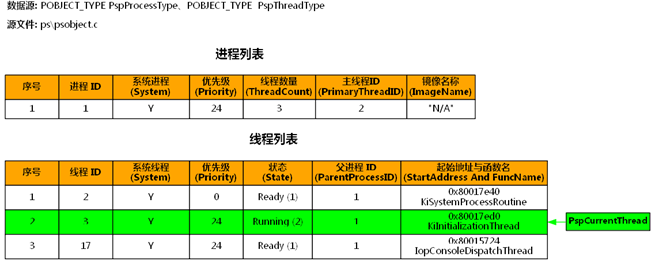 数据源: POBJECT_TYPE PspProcessType、POBJECT_TYPE PspThreadType
源文件: ps\psobject.c
进程列表
序号 进程 ID 系统进程 (System) 优先级 (Priority) 线程数量 (ThreadCount) 主线程ID (PrimaryThreadID) 镜像名称 (ImageName)
1 1 Y 24 3 2 "N/A"
线程列表
序号 线程 ID 系统线程 (System) 优先级 (Priority) 状态 (State) 父进程 ID (ParentProcessID) 起始地址与函数名 (StartAddress And FuncName)
1 2 Y 0 Ready (1) 1 0x80017e40 KiSystemProcessRoutine
2 3 Y 24 Running (2) 1 0x80017ed0 KiInitializationThread PspCurrentThread
3 17 Y 24 Ready (1) 1 0x80015724 IopConsoleDispatchThread